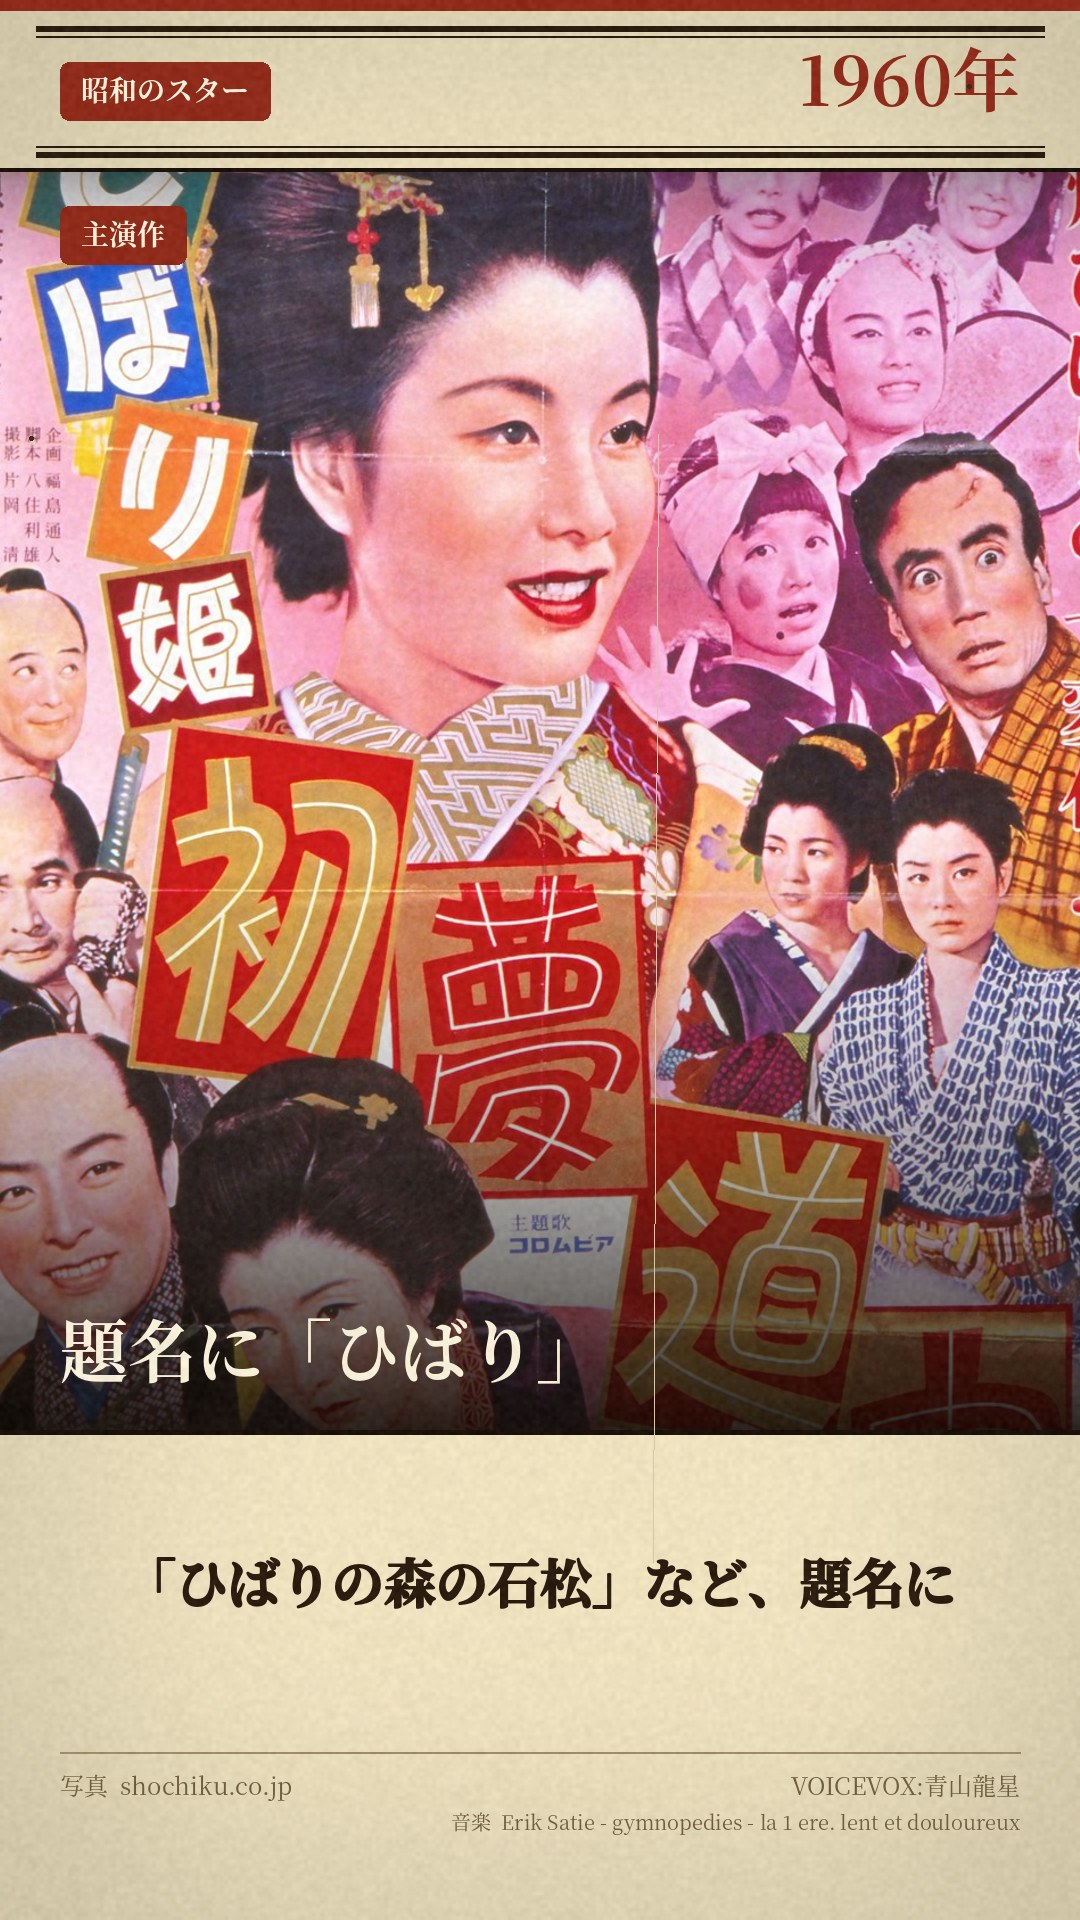 昭和のスター
1960年
主演作
ばり姫
初夢道中
企画 福島通人
脚本 八住利雄
撮影 片岡清
主題歌
コロムビア
題名に「ひばり」
「ひばりの森の石松」など、題名に
写真 shochiku.co.jp
VOICEVOX:青山龍星
音楽 Erik Satie - gymnopedies - la 1 ere. lent et douloureux